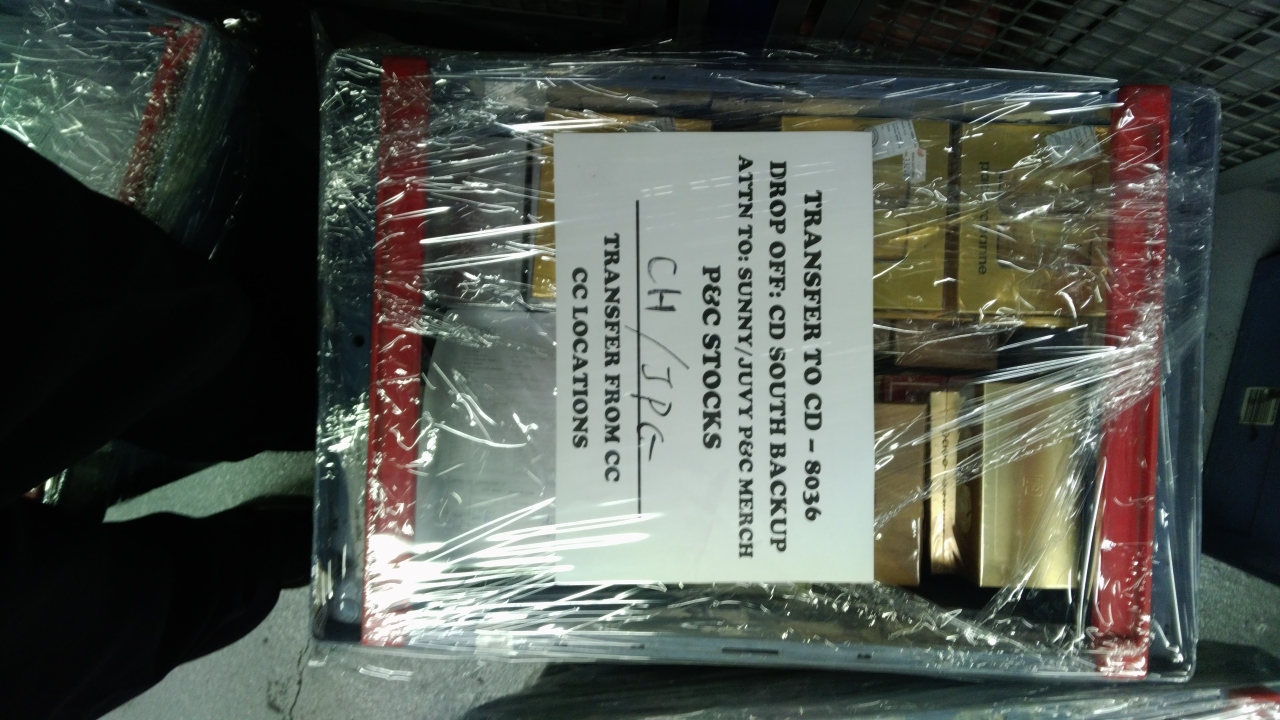 TRANSFER TO CD - 8036
DROP OFF: CD SOUTH BACKUP
ATTN TO: SUNNY/JUVY P&C MERCH
P&C STOCKS
CH / JPG
TRANSFER FROM CC
CC LOCATIONS